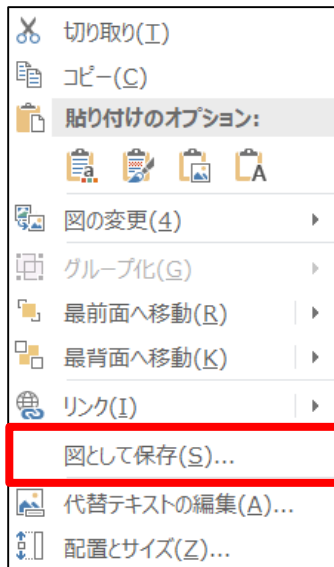 切り取り(T)
コピー(C)
貼り付けのオプション:
図の変更(4)
グループ化(G)
最前面へ移動(R)
最背面へ移動(K)
リンク(I)
図として保存(S)...
代替テキストの編集(A)...
配置とサイズ(Z)...